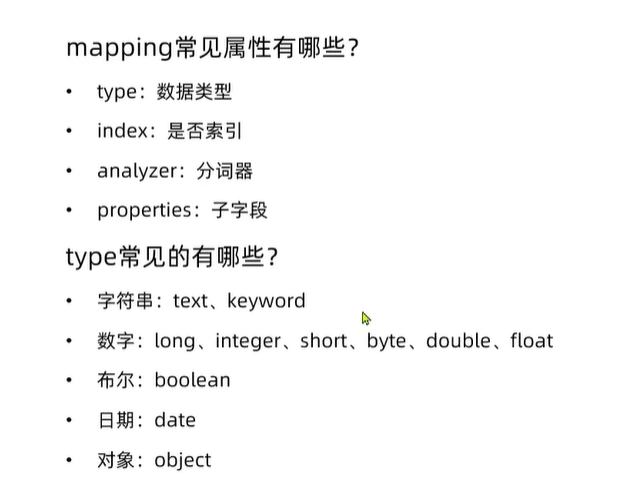 mapping常见属性有哪些?
• type：数据类型
• index：是否索引
• analyzer：分词器
• properties：子字段
type常见的有哪些?
• 字符串：text、keyword
• 数字：long、integer、short、byte、double、float
• 布尔：boolean
• 日期：date
• 对象：object